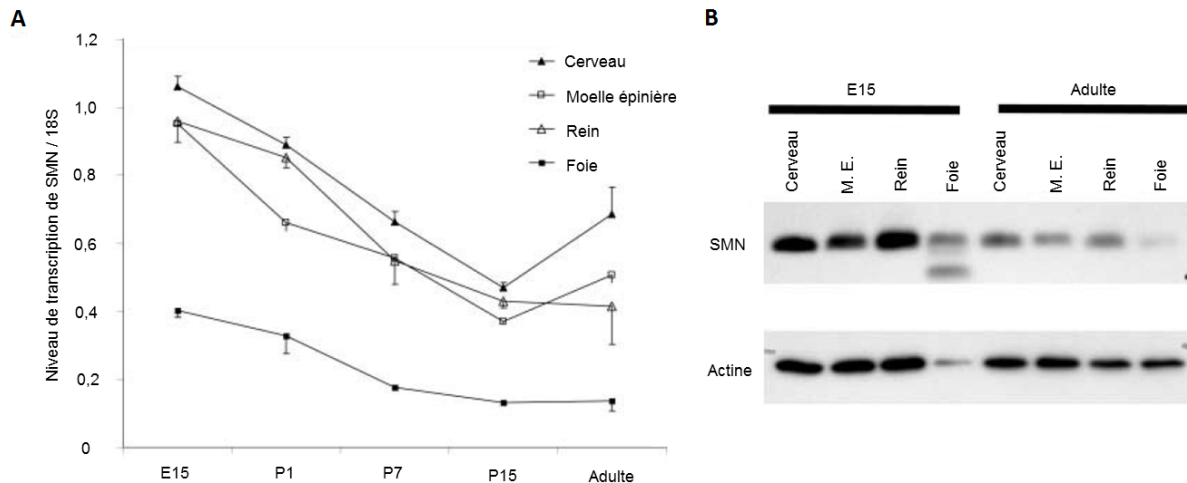 A
Niveau de transcription de SMN / 18S
1,2
1,0
0,8
0,6
0,4
0,2
0
E15
P1
P7
P15
Adulte
Cerveau
Moelle épinière
Rein
Foie
B
E15
Adulte
Cerveau
M. E.
Rein
Foie
Cerveau
M. E.
Rein
Foie
SMN
Actine